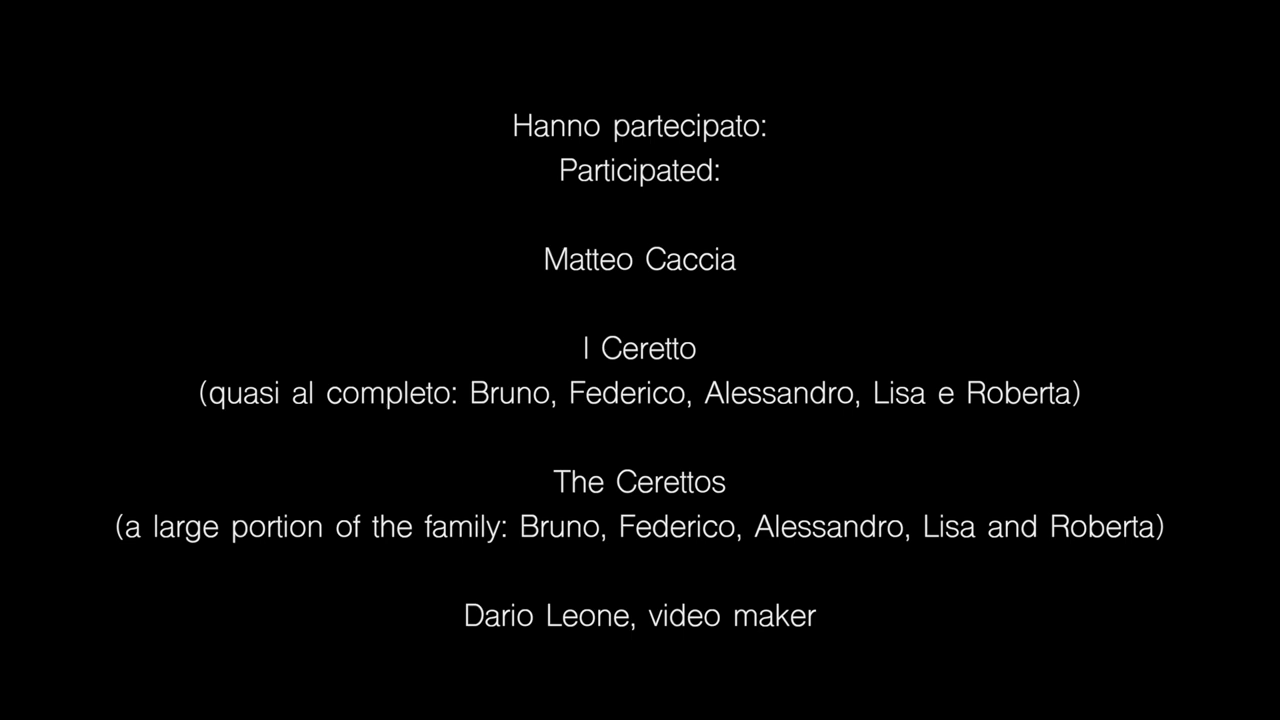 Hanno partecipato:
Participated:
Matteo Caccia
I Ceretto
(quasi al completo: Bruno, Federico, Alessandro, Lisa e Roberta)
The Cerettos
(a large portion of the family: Bruno, Federico, Alessandro, Lisa and Roberta)
Dario Leone, video maker